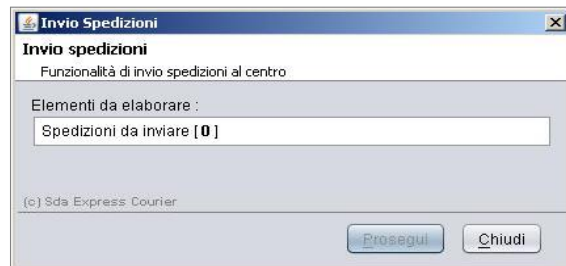 Invio Spedizioni
Invio spedizioni
Funzionalità di invio spedizioni al centro
Elementi da elaborare :
Spedizioni da inviare [ 0 ]
(c) Sda Express Courier
Prosegui Chiudi